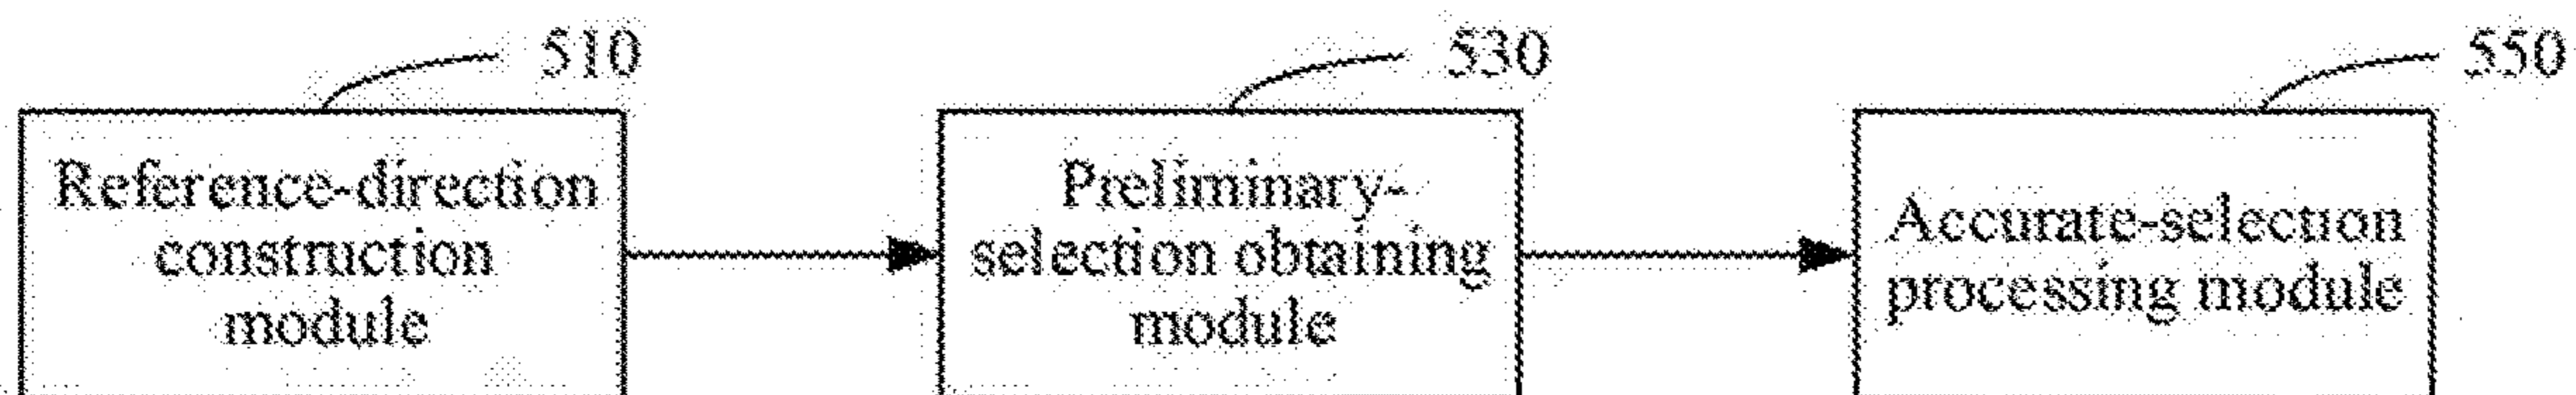 510
530
550
Reference-direction
construction
module
Preliminary-
selection obtaining
module
Accurate-selection
processing module